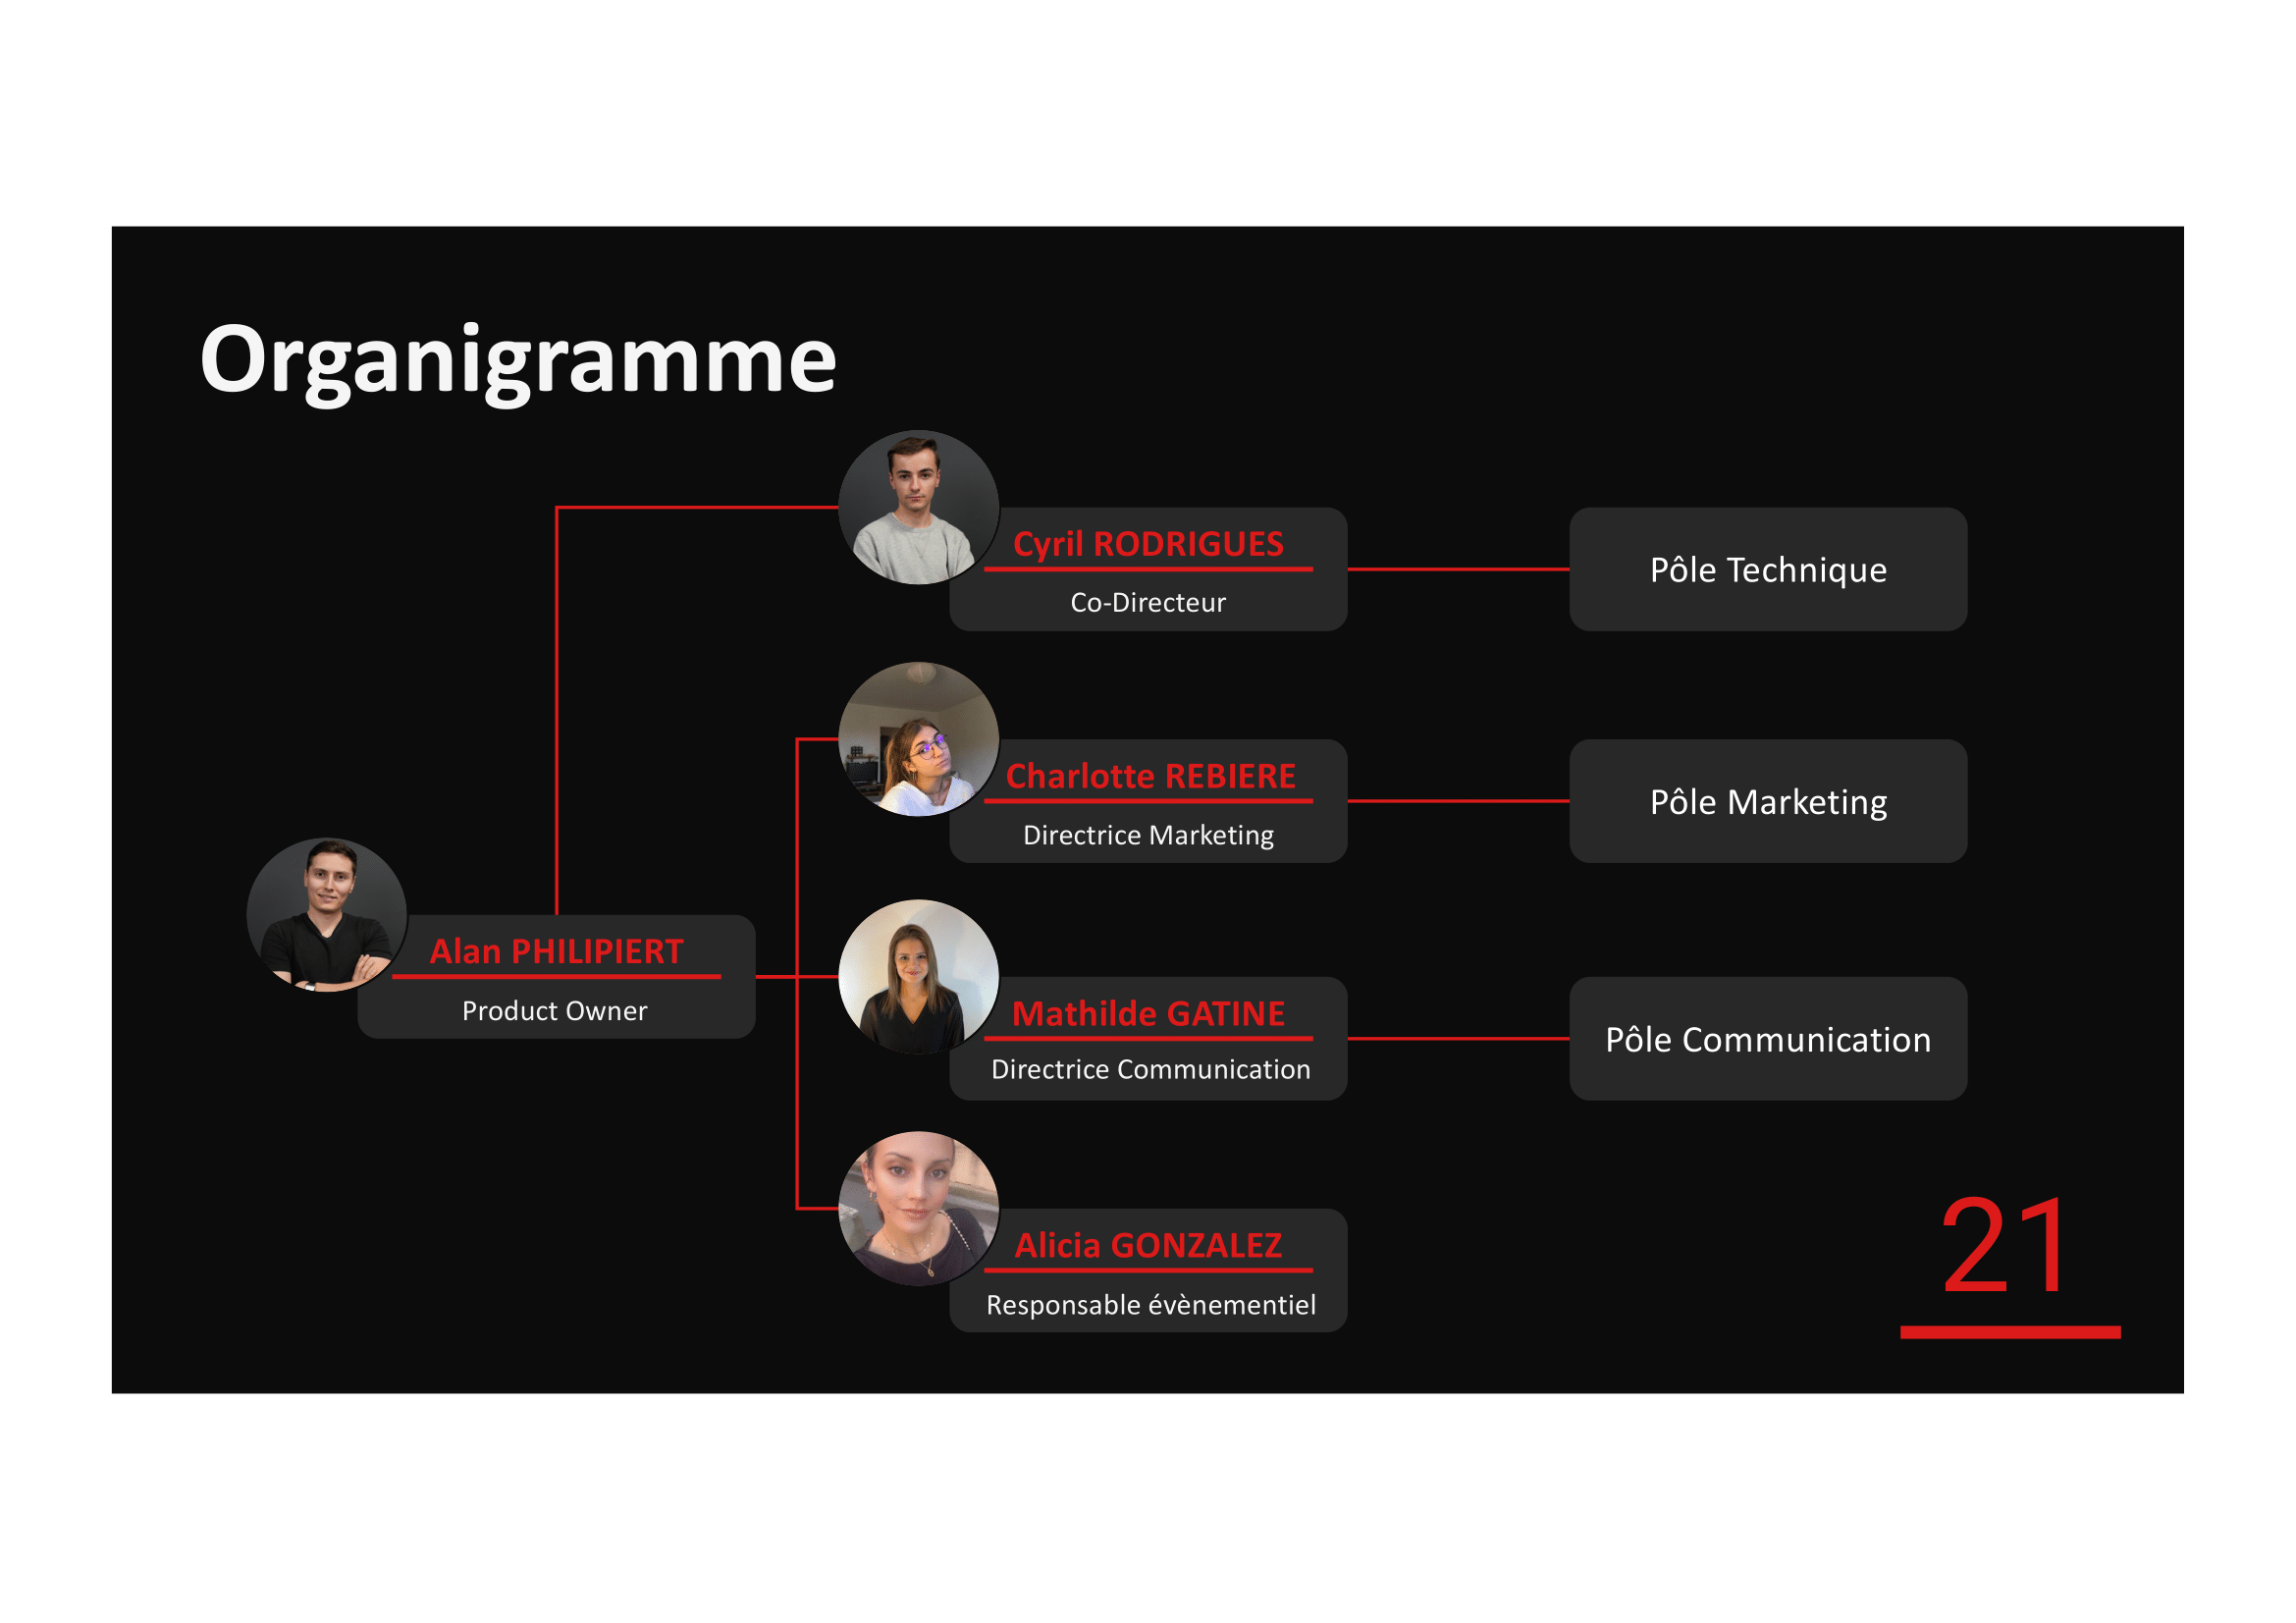 Organigramme
Cyril RODRIGUES
Co-Directeur
Pôle Technique
Charlotte REBIERE
Directrice Marketing
Pôle Marketing
Alan PHILIPIERT
Product Owner
Mathilde GATINE
Directrice Communication
Pôle Communication
Alicia GONZALEZ
Responsable évènementiel
21